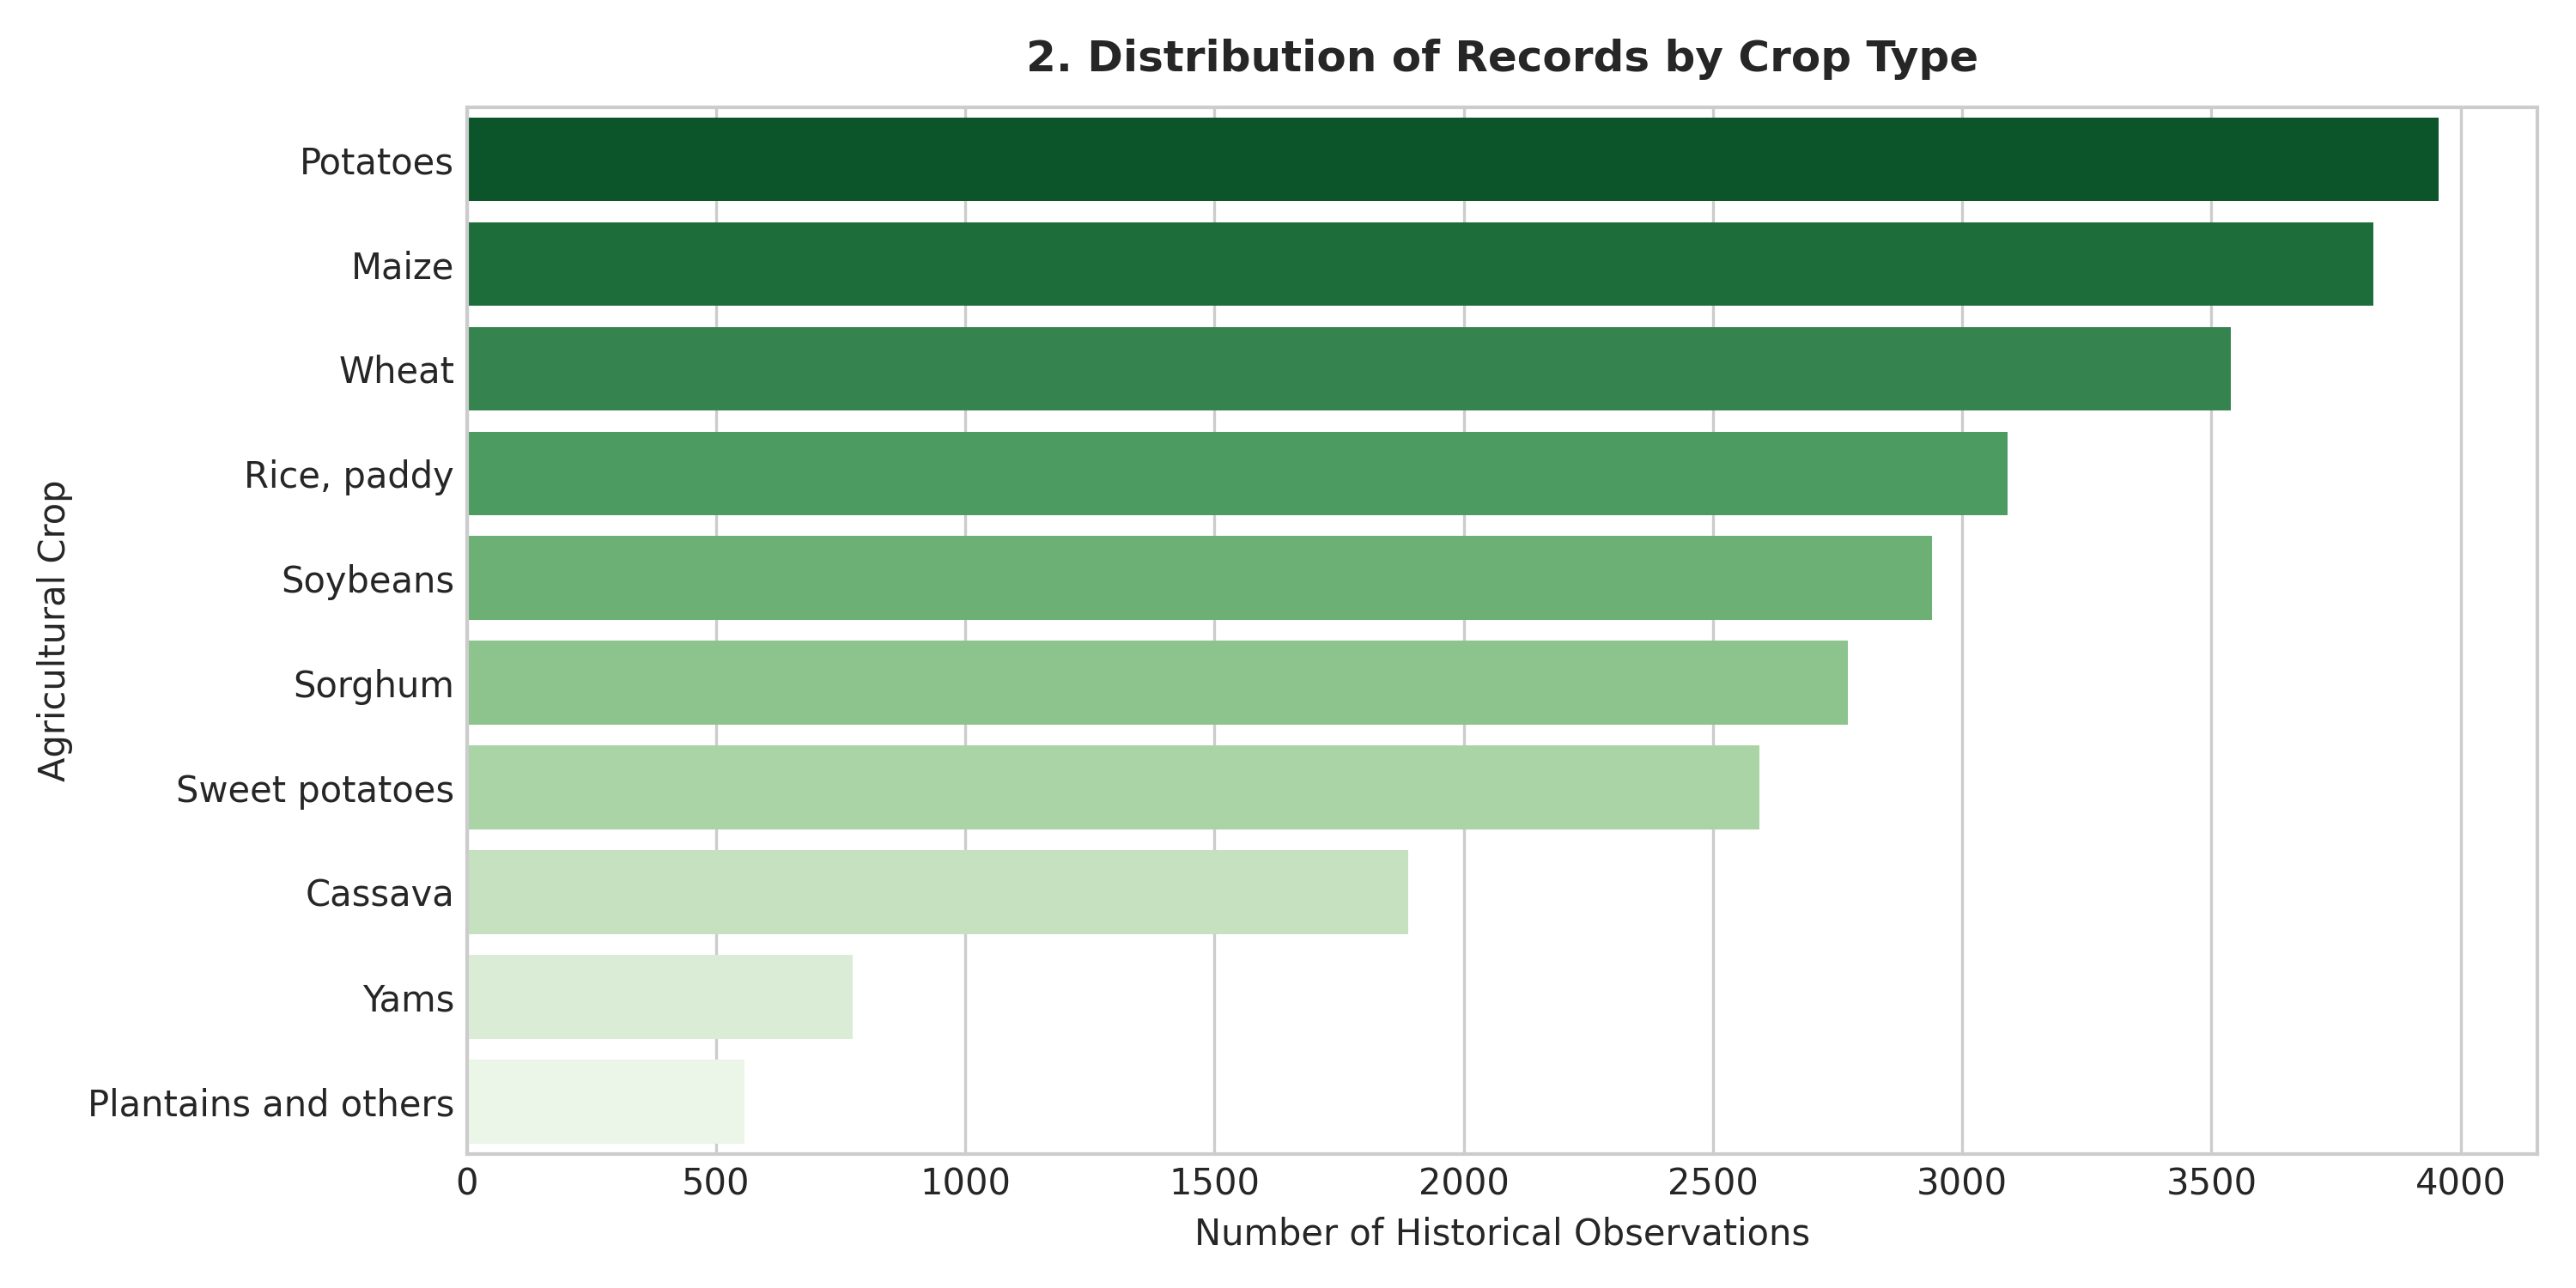 2. Distribution of Records by Crop Type
Potatoes
Maize
Wheat
Rice, paddy
Soybeans
Sorghum
Sweet potatoes
Cassava
Yams
Plantains and others
Agricultural Crop
0 500 1000 1500 2000 2500 3000 3500 4000
Number of Historical Observations